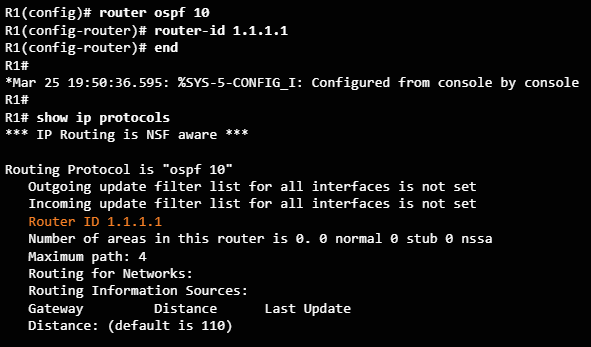 R1(config)# router ospf 10
R1(config-router)# router-id 1.1.1.1
R1(config-router)# end
R1#
*Mar 25 19:50:36.595: %SYS-5-CONFIG_I: Configured from console by console
R1#
R1# show ip protocols
*** IP Routing is NSF aware ***
Routing Protocol is "ospf 10"
Outgoing update filter list for all interfaces is not set
Incoming update filter list for all interfaces is not set
Router ID 1.1.1.1
Number of areas in this router is 0. 0 normal 0 stub 0 nssa
Maximum path: 4
Routing for Networks:
Routing Information Sources:
Gateway Distance Last Update
Distance: (default is 110)